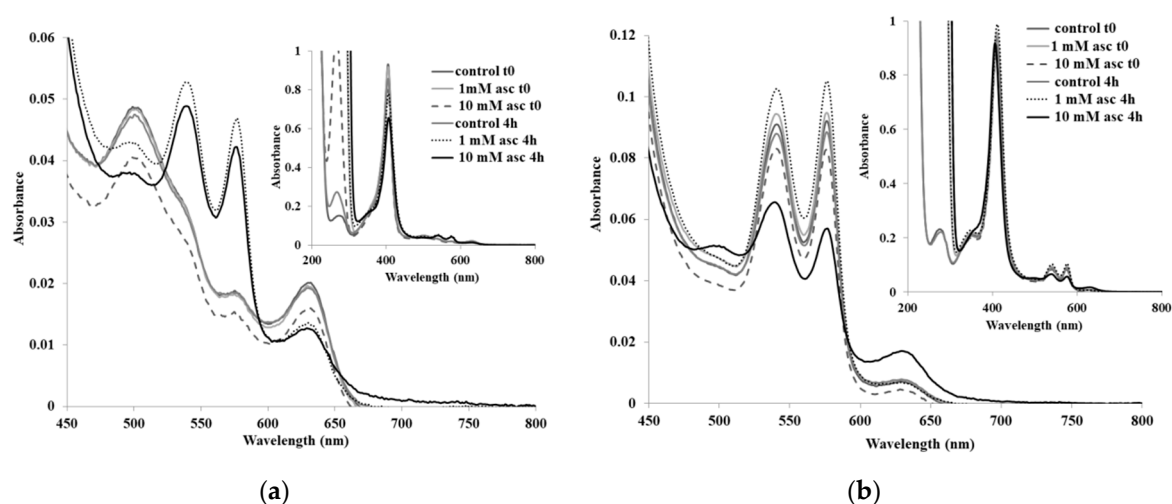 0.06
0.05
0.04
0.03
0.02
0.01
0
Absorbance
450 500 550 600 650 700 750 800
Wavelength (nm)
1
0.8
0.6
0.4
0.2
0
Absorbance
200 400 600 800
Wavelength (nm)
control t0
1mM asc t0
10 mM asc t0
control 4h
1 mM asc 4h
10 mM asc 4h
(a)
0.12
0.1
0.08
0.06
0.04
0.02
0
Absorbance
450 500 550 600 650 700 750 800
Wavelength (nm)
1
0.8
0.6
0.4
0.2
0
Absorbance
200 400 600 800
Wavelength (nm)
control t0
1 mM asc t0
10 mM asc t0
control 4h
1 mM asc 4h
10 mM asc 4h
(b)